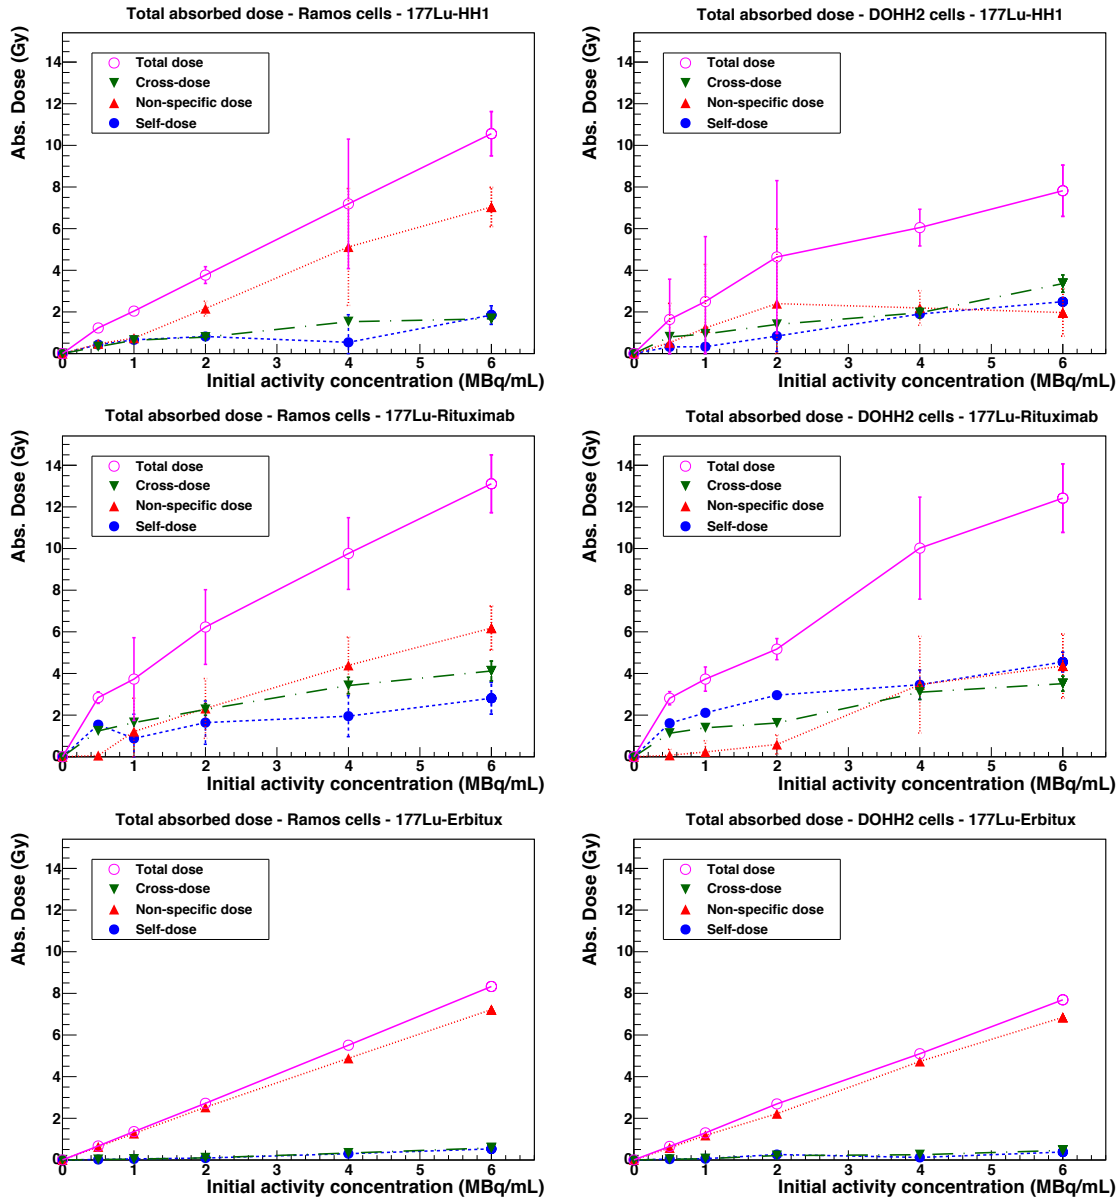 Total absorbed dose - Ramos cells - 177Lu-HH1
Abs. Dose (Gy)
14
12
10
8
6
4
2
0
Total dose
Cross-dose
Non-specific dose
Self-dose
0 1 2 3 4 5 6
Initial activity concentration (MBq/mL)
Total absorbed dose - DOHH2 cells - 177Lu-HH1
Abs. Dose (Gy)
14
12
10
8
6
4
2
0
Total dose
Cross-dose
Non-specific dose
Self-dose
0 1 2 3 4 5 6
Initial activity concentration (MBq/mL)
Total absorbed dose - Ramos cells - 177Lu-Rituximab
Abs. Dose (Gy)
14
12
10
8
6
4
2
0
Total dose
Cross-dose
Non-specific dose
Self-dose
0 1 2 3 4 5 6
Initial activity concentration (MBq/mL)
Total absorbed dose - DOHH2 cells - 177Lu-Rituximab
Abs. Dose (Gy)
14
12
10
8
6
4
2
0
Total dose
Cross-dose
Non-specific dose
Self-dose
0 1 2 3 4 5 6
Initial activity concentration (MBq/mL)
Total absorbed dose - Ramos cells - 177Lu-Erbitux
Abs. Dose (Gy)
14
12
10
8
6
4
2
0
Total dose
Cross-dose
Non-specific dose
Self-dose
0 1 2 3 4 5 6
Initial activity concentration (MBq/mL)
Total absorbed dose - DOHH2 cells - 177Lu-Erbitux
Abs. Dose (Gy)
14
12
10
8
6
4
2
0
Total dose
Cross-dose
Non-specific dose
Self-dose
0 1 2 3 4 5 6
Initial activity concentration (MBq/mL)